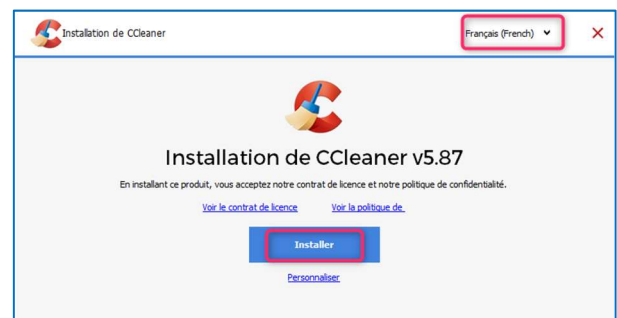 Installation de CCleaner
Français (French)
Installation de CCleaner v5.87
En installant ce produit, vous acceptez notre contrat de licence et notre politique de confidentialité.
Voir le contrat de licence Voir la politique de
Installer
Personnaliser